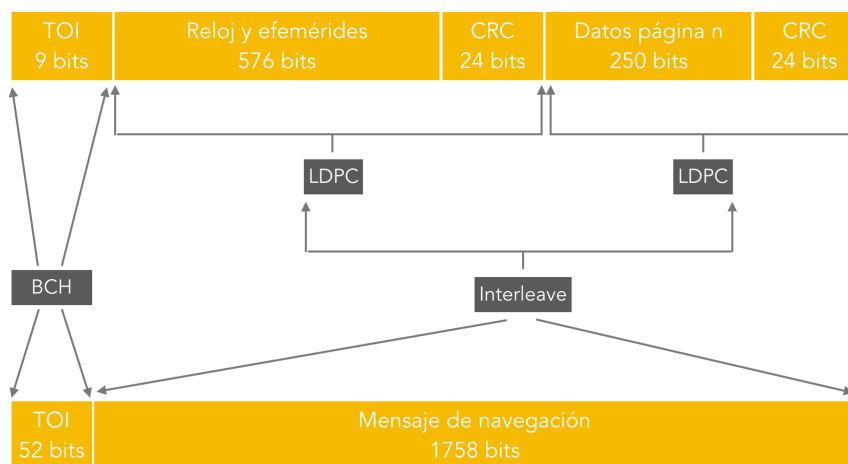 TOI
9 bits
Reloj y efemérides
576 bits
CRC
24 bits
Datos página n
250 bits
CRC
24 bits
LDPC
LDPC
BCH
Interleave
TOI
52 bits
Mensaje de navegación
1758 bits